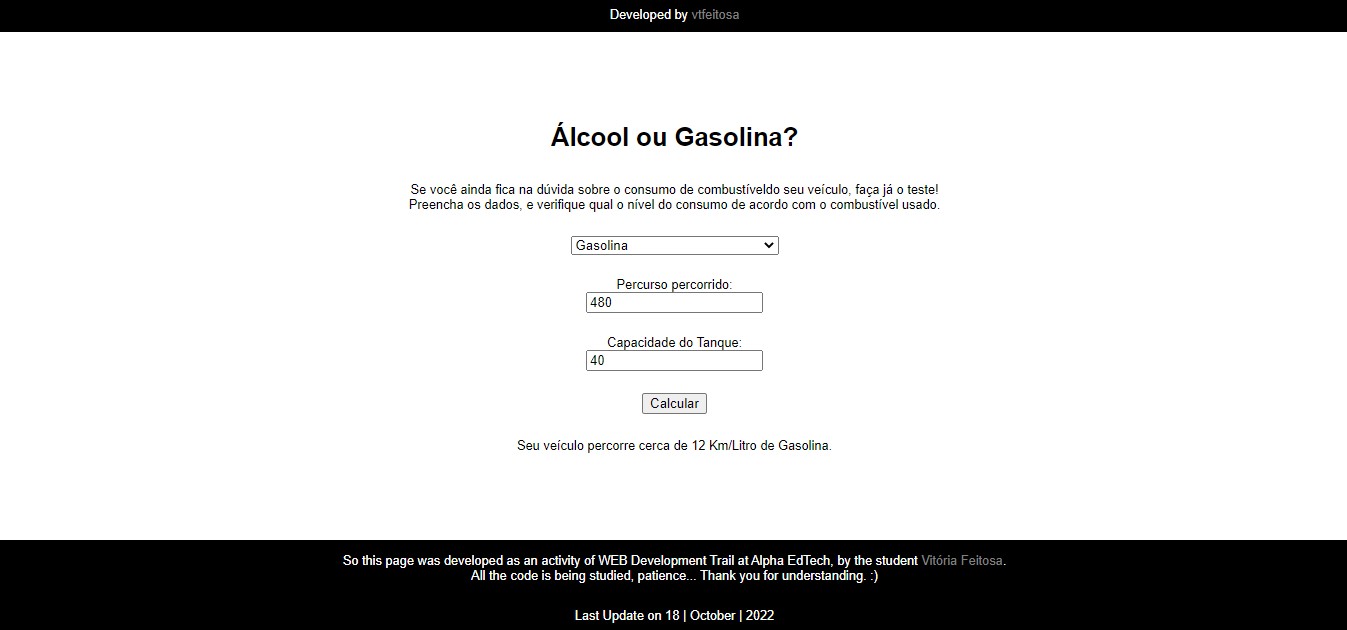 Developed by vtfeitosa
Álcool ou Gasolina?
Se você ainda fica na dúvida sobre o consumo de combustíveldo seu veículo, faça já o teste!
Preencha os dados, e verifique qual o nível do consumo de acordo com o combustível usado.
Gasolina
Percurso percorrido:
480
Capacidade do Tanque:
40
Calcular
Seu veículo percorre cerca de 12 Km/Litro de Gasolina.
So this page was developed as an activity of WEB Development Trail at Alpha EdTech, by the student Vitória Feitosa.
All the code is being studied, patience... Thank you for understanding. :)
Last Update on 18 | October | 2022